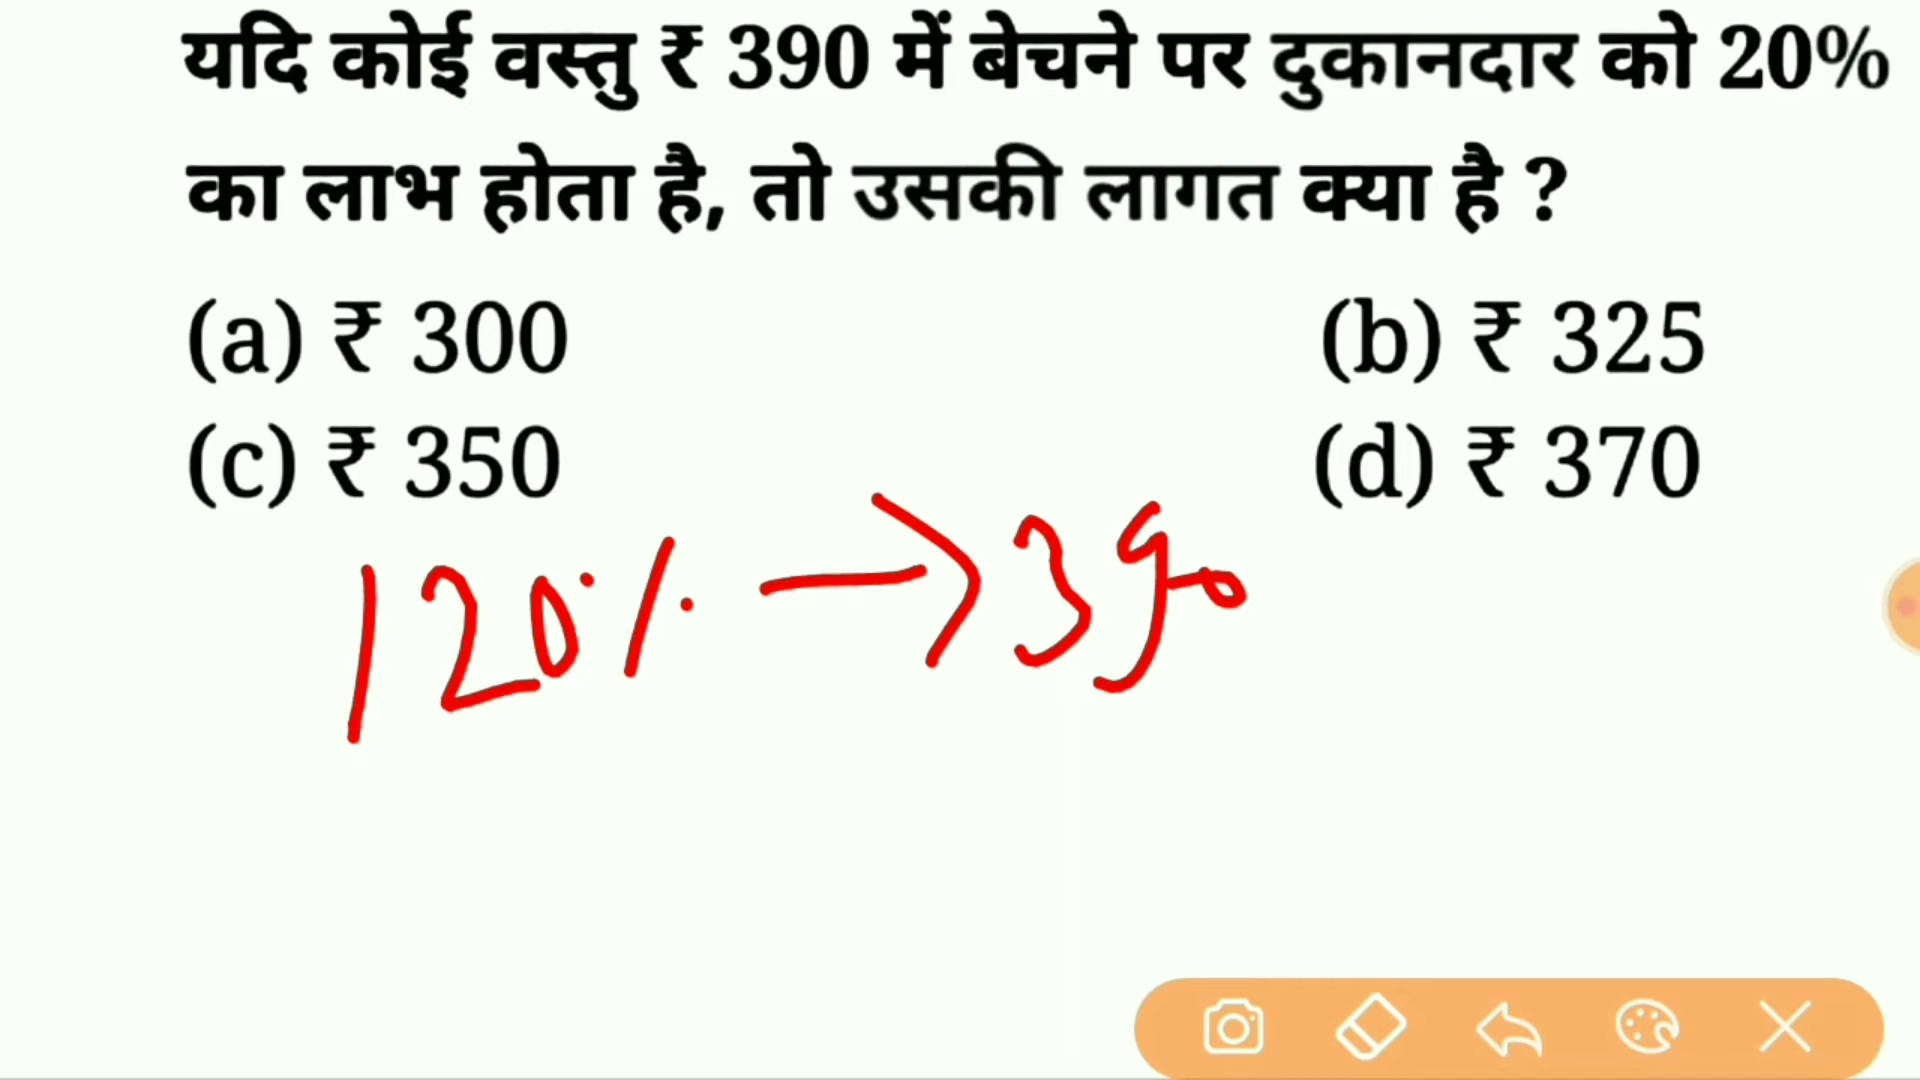 यदि कोई वस्तु ₹ 390 में बेचने पर दुकानदार को 20%
का लाभ होता है, तो उसकी लागत क्या है ?
(a) ₹ 300 (b) ₹ 325
(c) ₹ 350 (d) ₹ 370
120% → 390